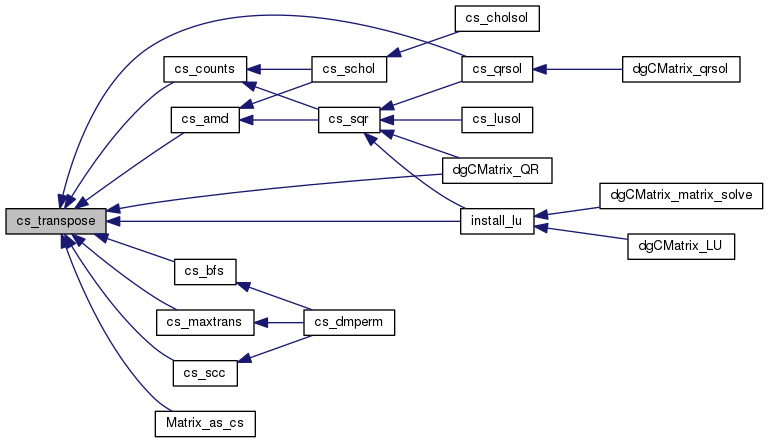 cs_cholsol
cs_counts
cs_schol
cs_qrsol
dgCMatrix_qrsol
cs_amd
cs_sqr
cs_lusol
dgCMatrix_QR
dgCMatrix_matrix_solve
cs_transpose
install_lu
dgCMatrix_LU
cs_bfs
cs_maxtrans
cs_dmperm
cs_scc
Matrix_as_cs